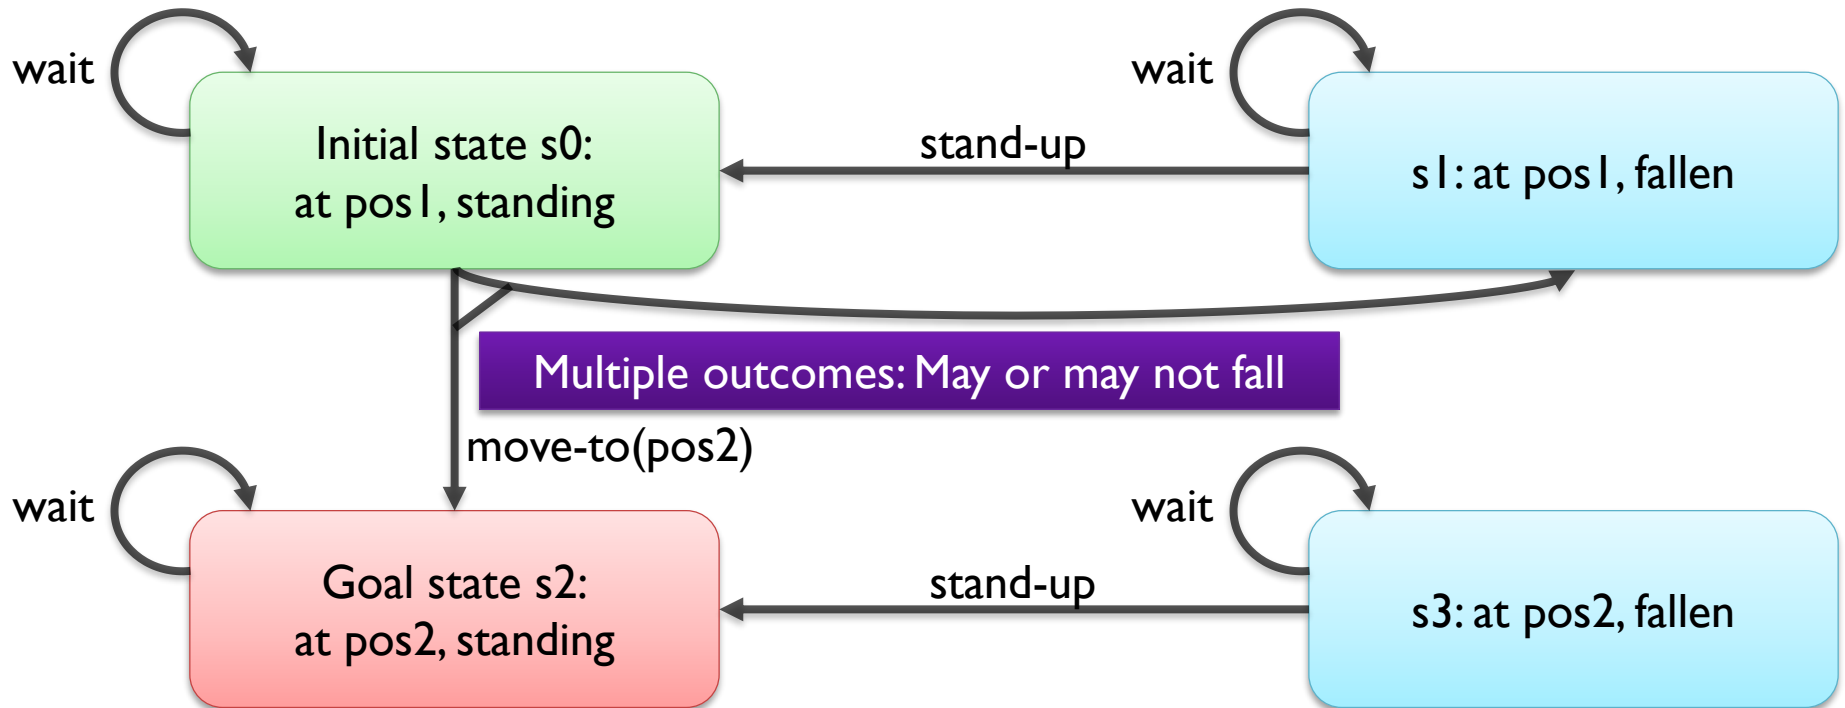 wait
wait
Initial state s0:
at pos1, standing
stand-up
s1: at pos1, fallen
Multiple outcomes: May or may not fall
move-to(pos2)
wait
wait
Goal state s2:
at pos2, standing
stand-up
s3: at pos2, fallen